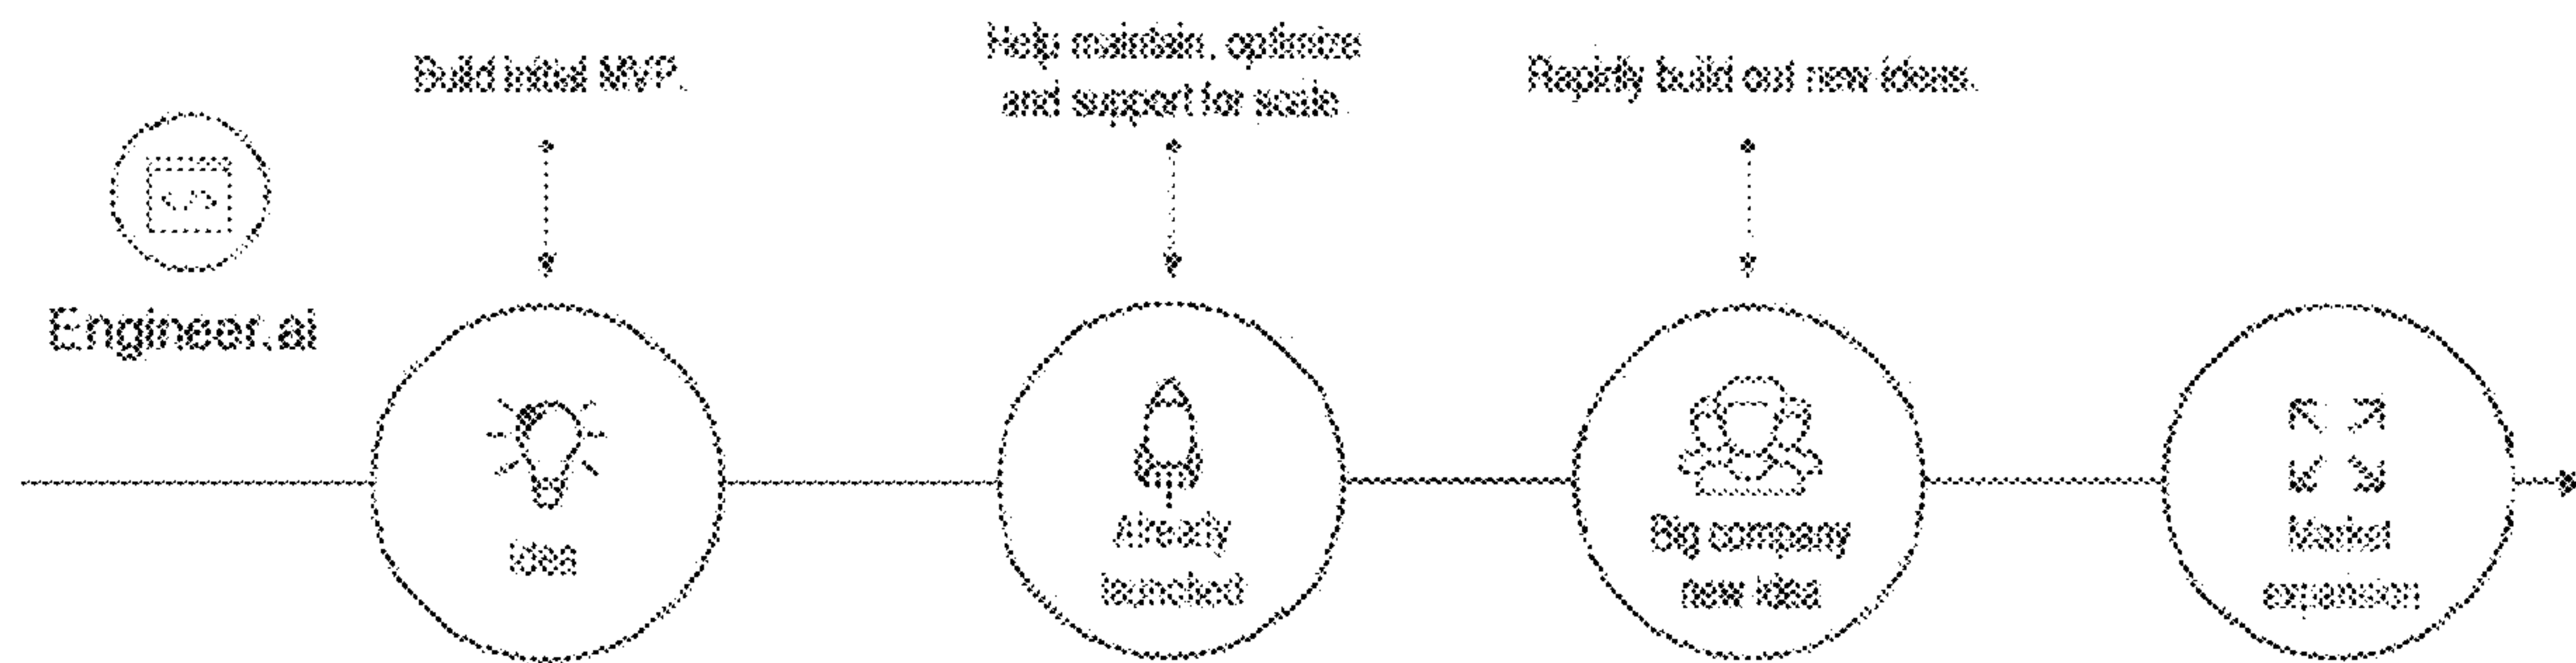 Build initial MVP.
Help maintain, optimize
and support for scale.
Rapidly build out new ideas.
Engineer.ai
Idea
Already
launched
Big company
new idea
Market
expansion